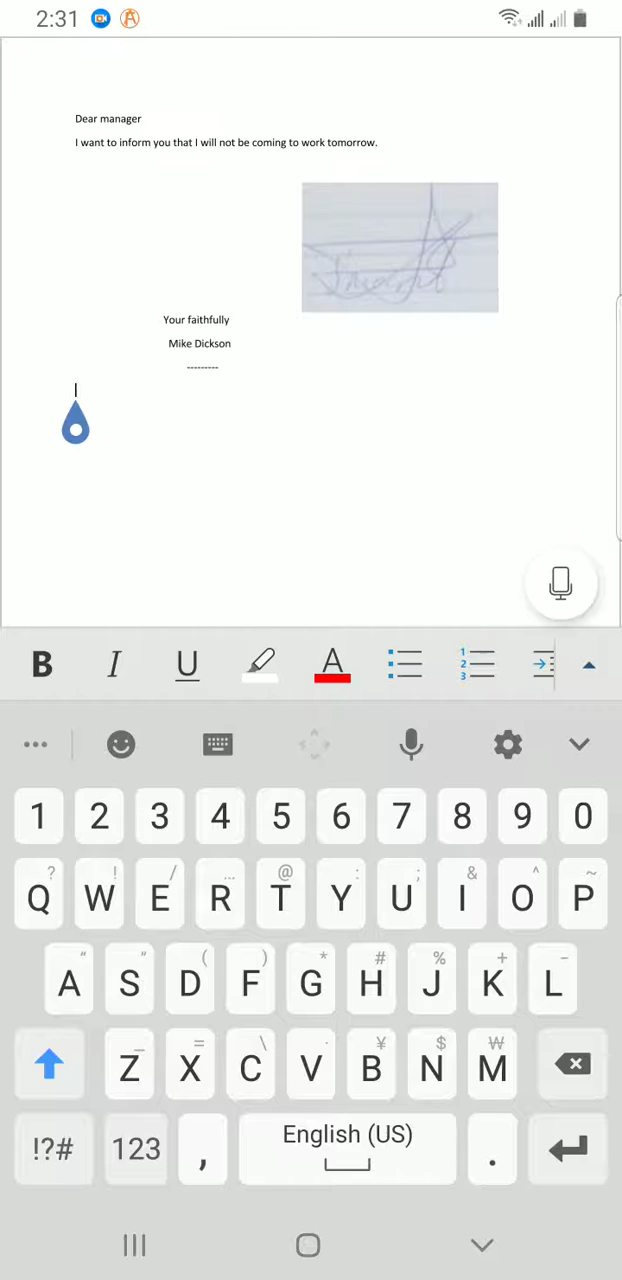 2:31
Dear manager
I want to inform you that I will not be coming to work tomorrow.
Your faithfully
Mike Dickson
---------
B I U A
1
2
3
1 2 3 4 5 6 7 8 9 0
? ! / ... @ : ; & ^ ~
Q W E R T Y U I O P
" " ( ) * # % + -
A S D F G H J K L
_ = \ · ¥ $ ₩
Z X C V B N M
!?# 123 , English (US) .